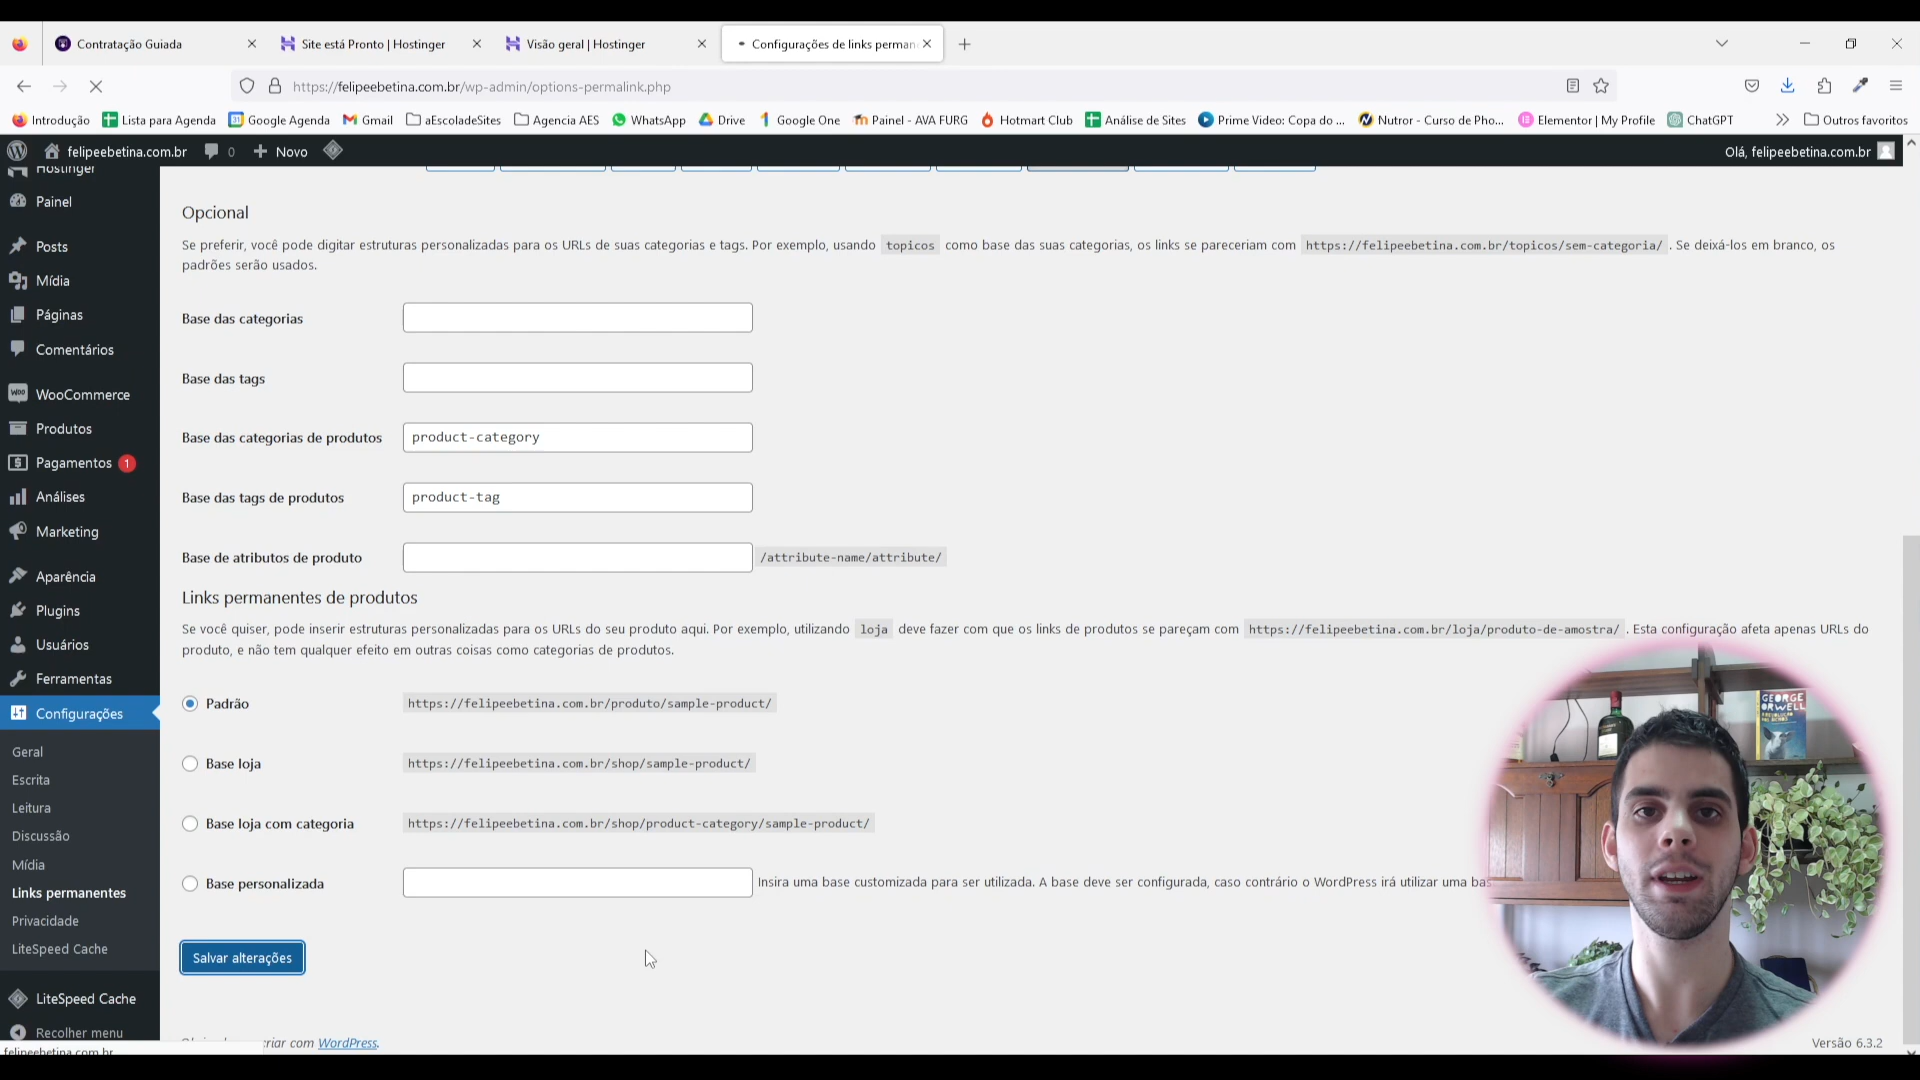 Contratação Guiada
Site está Pronto | Hostinger
Visão geral | Hostinger
Configurações de links perman
https://felipeebetina.com.br/wp-admin/options-permalink.php
Introdução
Lista para Agenda
Google Agenda
Gmail
aEscoladeSites
Agencia AES
WhatsApp
Drive
Google One
Painel - AVA FURG
Hotmart Club
Análise de Sites
Prime Video: Copa do ...
Nutror - Curso de Pho...
Elementor | My Profile
ChatGPT
Outros favoritos
felipeebetina.com.br
0
Novo
Olá, felipeebetina.com.br
Hostinger
Painel
Posts
Mídia
Páginas
Comentários
WooCommerce
Produtos
Pagamentos 1
Análises
Marketing
Aparência
Plugins
Usuários
Ferramentas
Configurações
Geral
Escrita
Leitura
Discussão
Mídia
Links permanentes
Privacidade
LiteSpeed Cache
LiteSpeed Cache
Recolher menu
felipeebetina.com.br
Opcional
Se preferir, você pode digitar estruturas personalizadas para os URLs de suas categorias e tags. Por exemplo, usando topicos como base das suas categorias, os links se pareceriam com https://felipeebetina.com.br/topicos/sem-categoria/ . Se deixá-los em branco, os
padrões serão usados.
Base das categorias
Base das tags
Base das categorias de produtos product-category
Base das tags de produtos product-tag
Base de atributos de produto /attribute-name/attribute/
Links permanentes de produtos
Se você quiser, pode inserir estruturas personalizadas para os URLs do seu produto aqui. Por exemplo, utilizando loja deve fazer com que os links de produtos se pareçam com https://felipeebetina.com.br/loja/produto-de-amostra/ . Esta configuração afeta apenas URLs do
produto, e não tem qualquer efeito em outras coisas como categorias de produtos.
Padrão https://felipeebetina.com.br/produto/sample-product/
Base loja https://felipeebetina.com.br/shop/sample-product/
Base loja com categoria https://felipeebetina.com.br/shop/product-category/sample-product/
Base personalizada Insira uma base customizada para ser utilizada. A base deve ser configurada, caso contrário o WordPress irá utilizar uma bas
Salvar alterações
criar com WordPress.
Versão 6.3.2
GEORGE
ORWELL